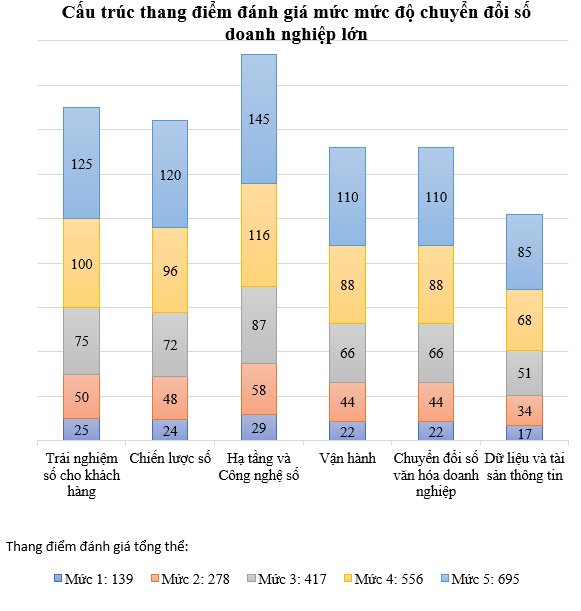 Cấu trúc thang điểm đánh giá mức mức độ chuyển đổi số
doanh nghiệp lớn
125 120 145 110 110 85
100 96 116 88 88 68
75 72 87 66 66 51
50 48 58 44 44 34
25 24 29 22 22 17
Trải nghiệm số cho khách hàng
Chiến lược số
Hạ tầng và Công nghệ số
Vận hành
Chuyển đổi số văn hóa doanh nghiệp
Dữ liệu và tài sản thông tin
Thang điểm đánh giá tổng thể:
Mức 1: 139 Mức 2: 278 Mức 3: 417 Mức 4: 556 Mức 5: 695